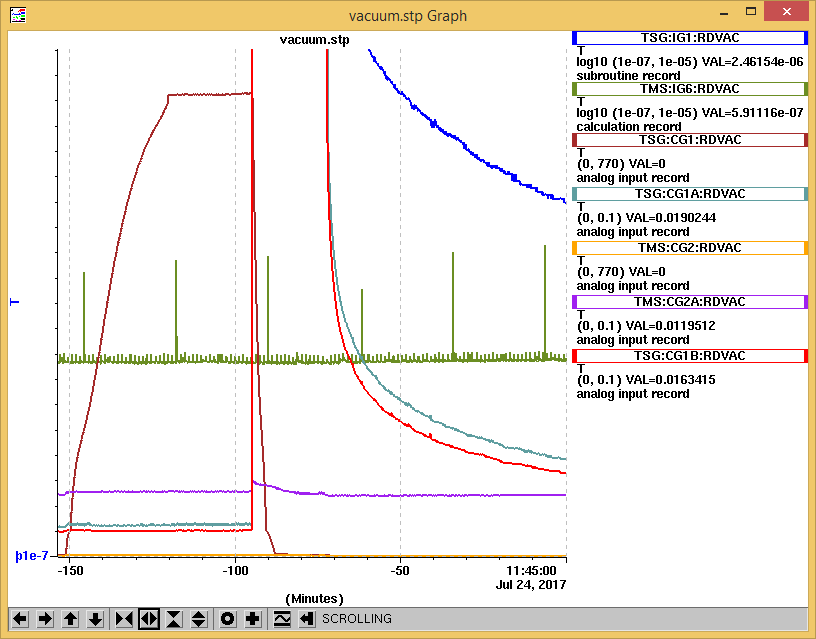 vacuum.stp Graph
vacuum.stp
TSG:IG1:RDVAC
T
log10 (1e-07, 1e-05) VAL=2.46154e-06
subroutine record
TMS:IG6:RDVAC
T
log10 (1e-07, 1e-05) VAL=5.91116e-07
calculation record
TSG:CG1:RDVAC
T
(0, 770) VAL=0
analog input record
TSG:CG1A:RDVAC
T
(0, 0.1) VAL=0.0190244
analog input record
TMS:CG2:RDVAC
T
(0, 770) VAL=0
analog input record
TMS:CG2A:RDVAC
T
(0, 0.1) VAL=0.0119512
analog input record
TSG:CG1B:RDVAC
T
(0, 0.1) VAL=0.0163415
analog input record
T
1e-7
-150 -100 -50 11:45:00
Jul 24, 2017
(Minutes)
SCROLLING